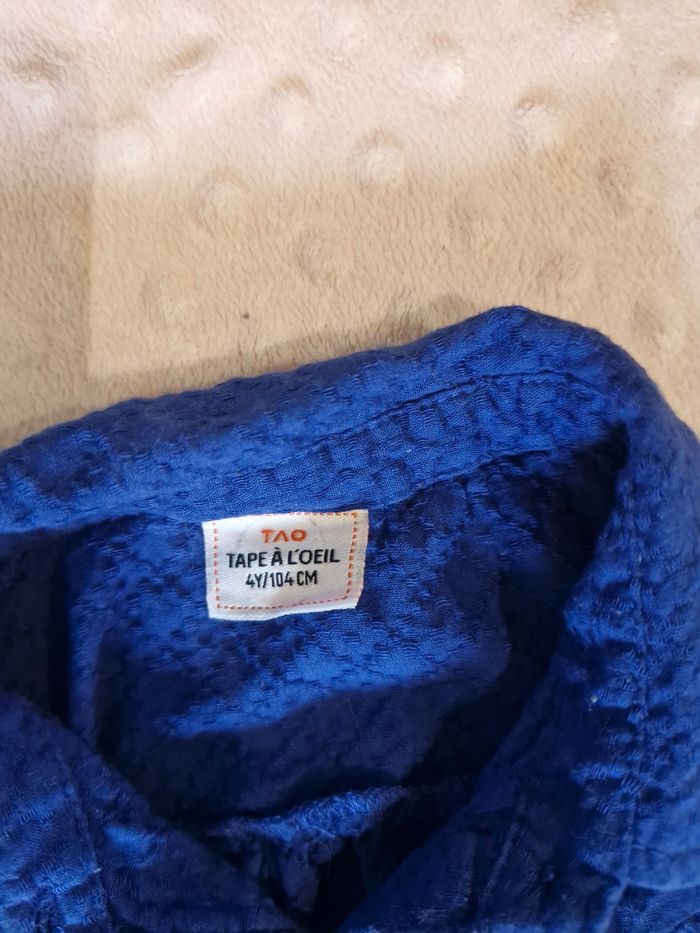 TAO
TAPE À L'OEIL
4Y/104 CM